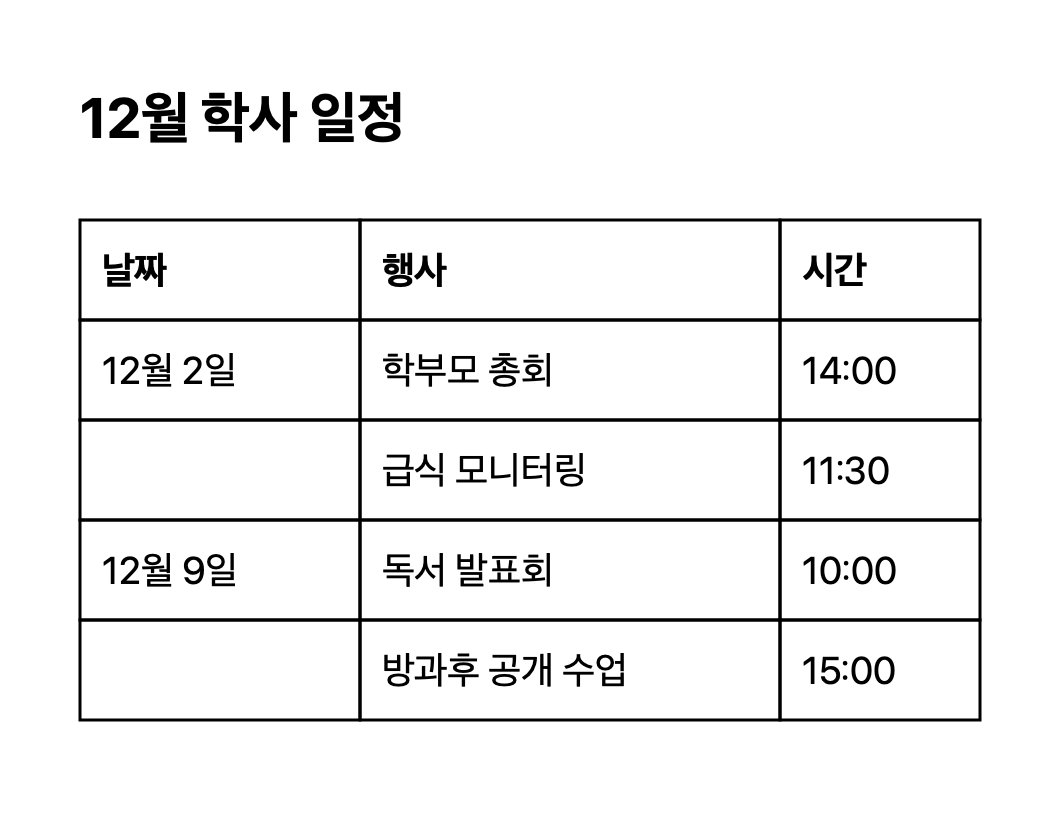 12월 학사 일정
날짜 행사 시간
12월 2일 학부모 총회 14:00
급식 모니터링 11:30
12월 9일 독서 발표회 10:00
방과후 공개 수업 15:00